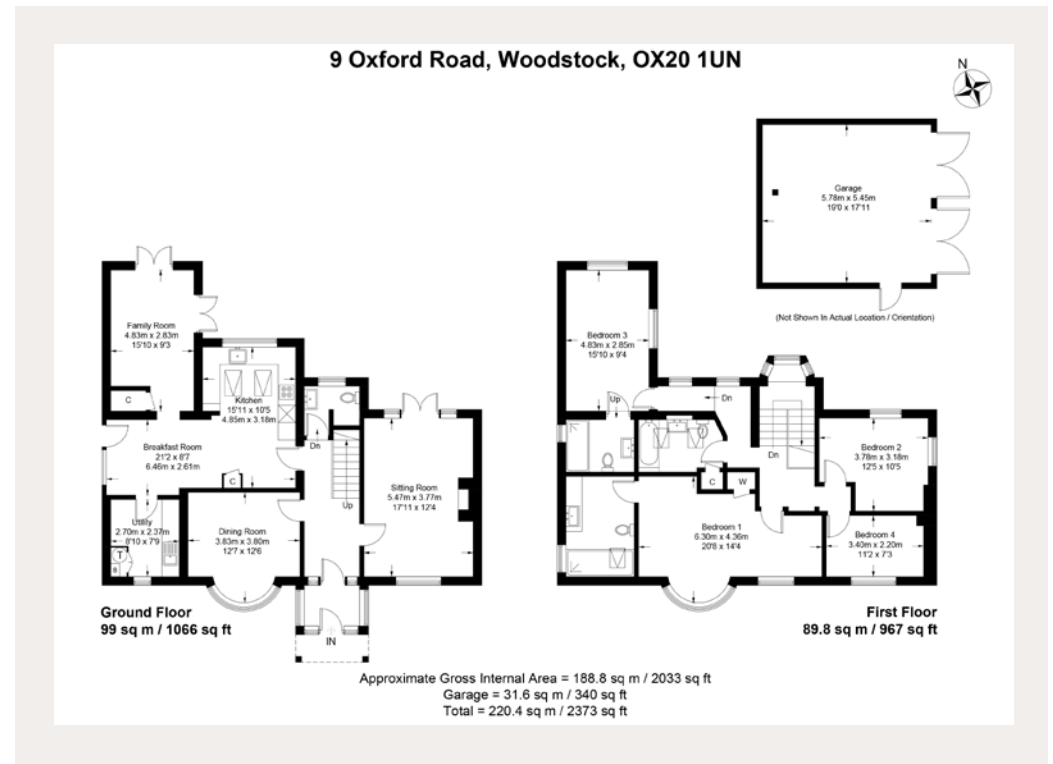 9 Oxford Road, Woodstock, OX20 1UN
N
Garage
5.78m x 5.45m
19'0 x 17'11
(Not Shown In Actual Location / Orientation)
Family Room
4.83m x 2.83m
15'10 x 9'3
C
Kitchen
15'11 x 10'5
4.85m x 3.18m
Breakfast Room
21'2 x 8'7
6.46m x 2.61m
C
Dn
Up
Sitting Room
5.47m x 3.77m
17'11 x 12'4
Utility
2.70m x 2.37m
8'10 x 7'9
T
B
Dining Room
3.83m x 3.80m
12'7 x 12'6
IN
Ground Floor
99 sq m / 1066 sq ft
Bedroom 3
4.83m x 2.85m
15'10 x 9'4
Up
Dn
Dn
Bedroom 2
3.78m x 3.18m
12'5 x 10'5
C
W
Bedroom 1
6.30m x 4.36m
20'8 x 14'4
Bedroom 4
3.40m x 2.20m
11'2 x 7'3
First Floor
89.8 sq m / 967 sq ft
Approximate Gross Internal Area = 188.8 sq m / 2033 sq ft
Garage = 31.6 sq m / 340 sq ft
Total = 220.4 sq m / 2373 sq ft